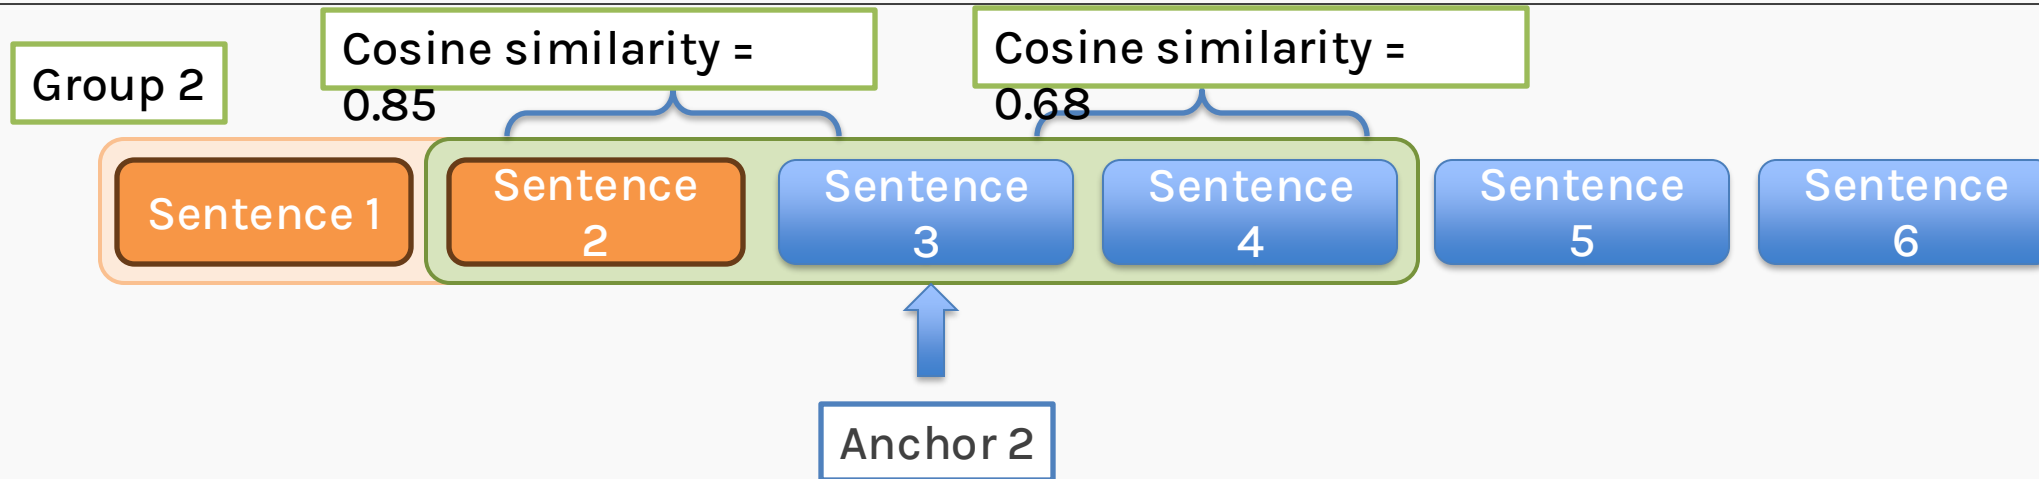 Group 2
Cosine similarity =
0.85
Cosine similarity =
0.68
Sentence 1
Sentence
2
Sentence
3
Sentence
4
Sentence
5
Sentence
6
Anchor 2